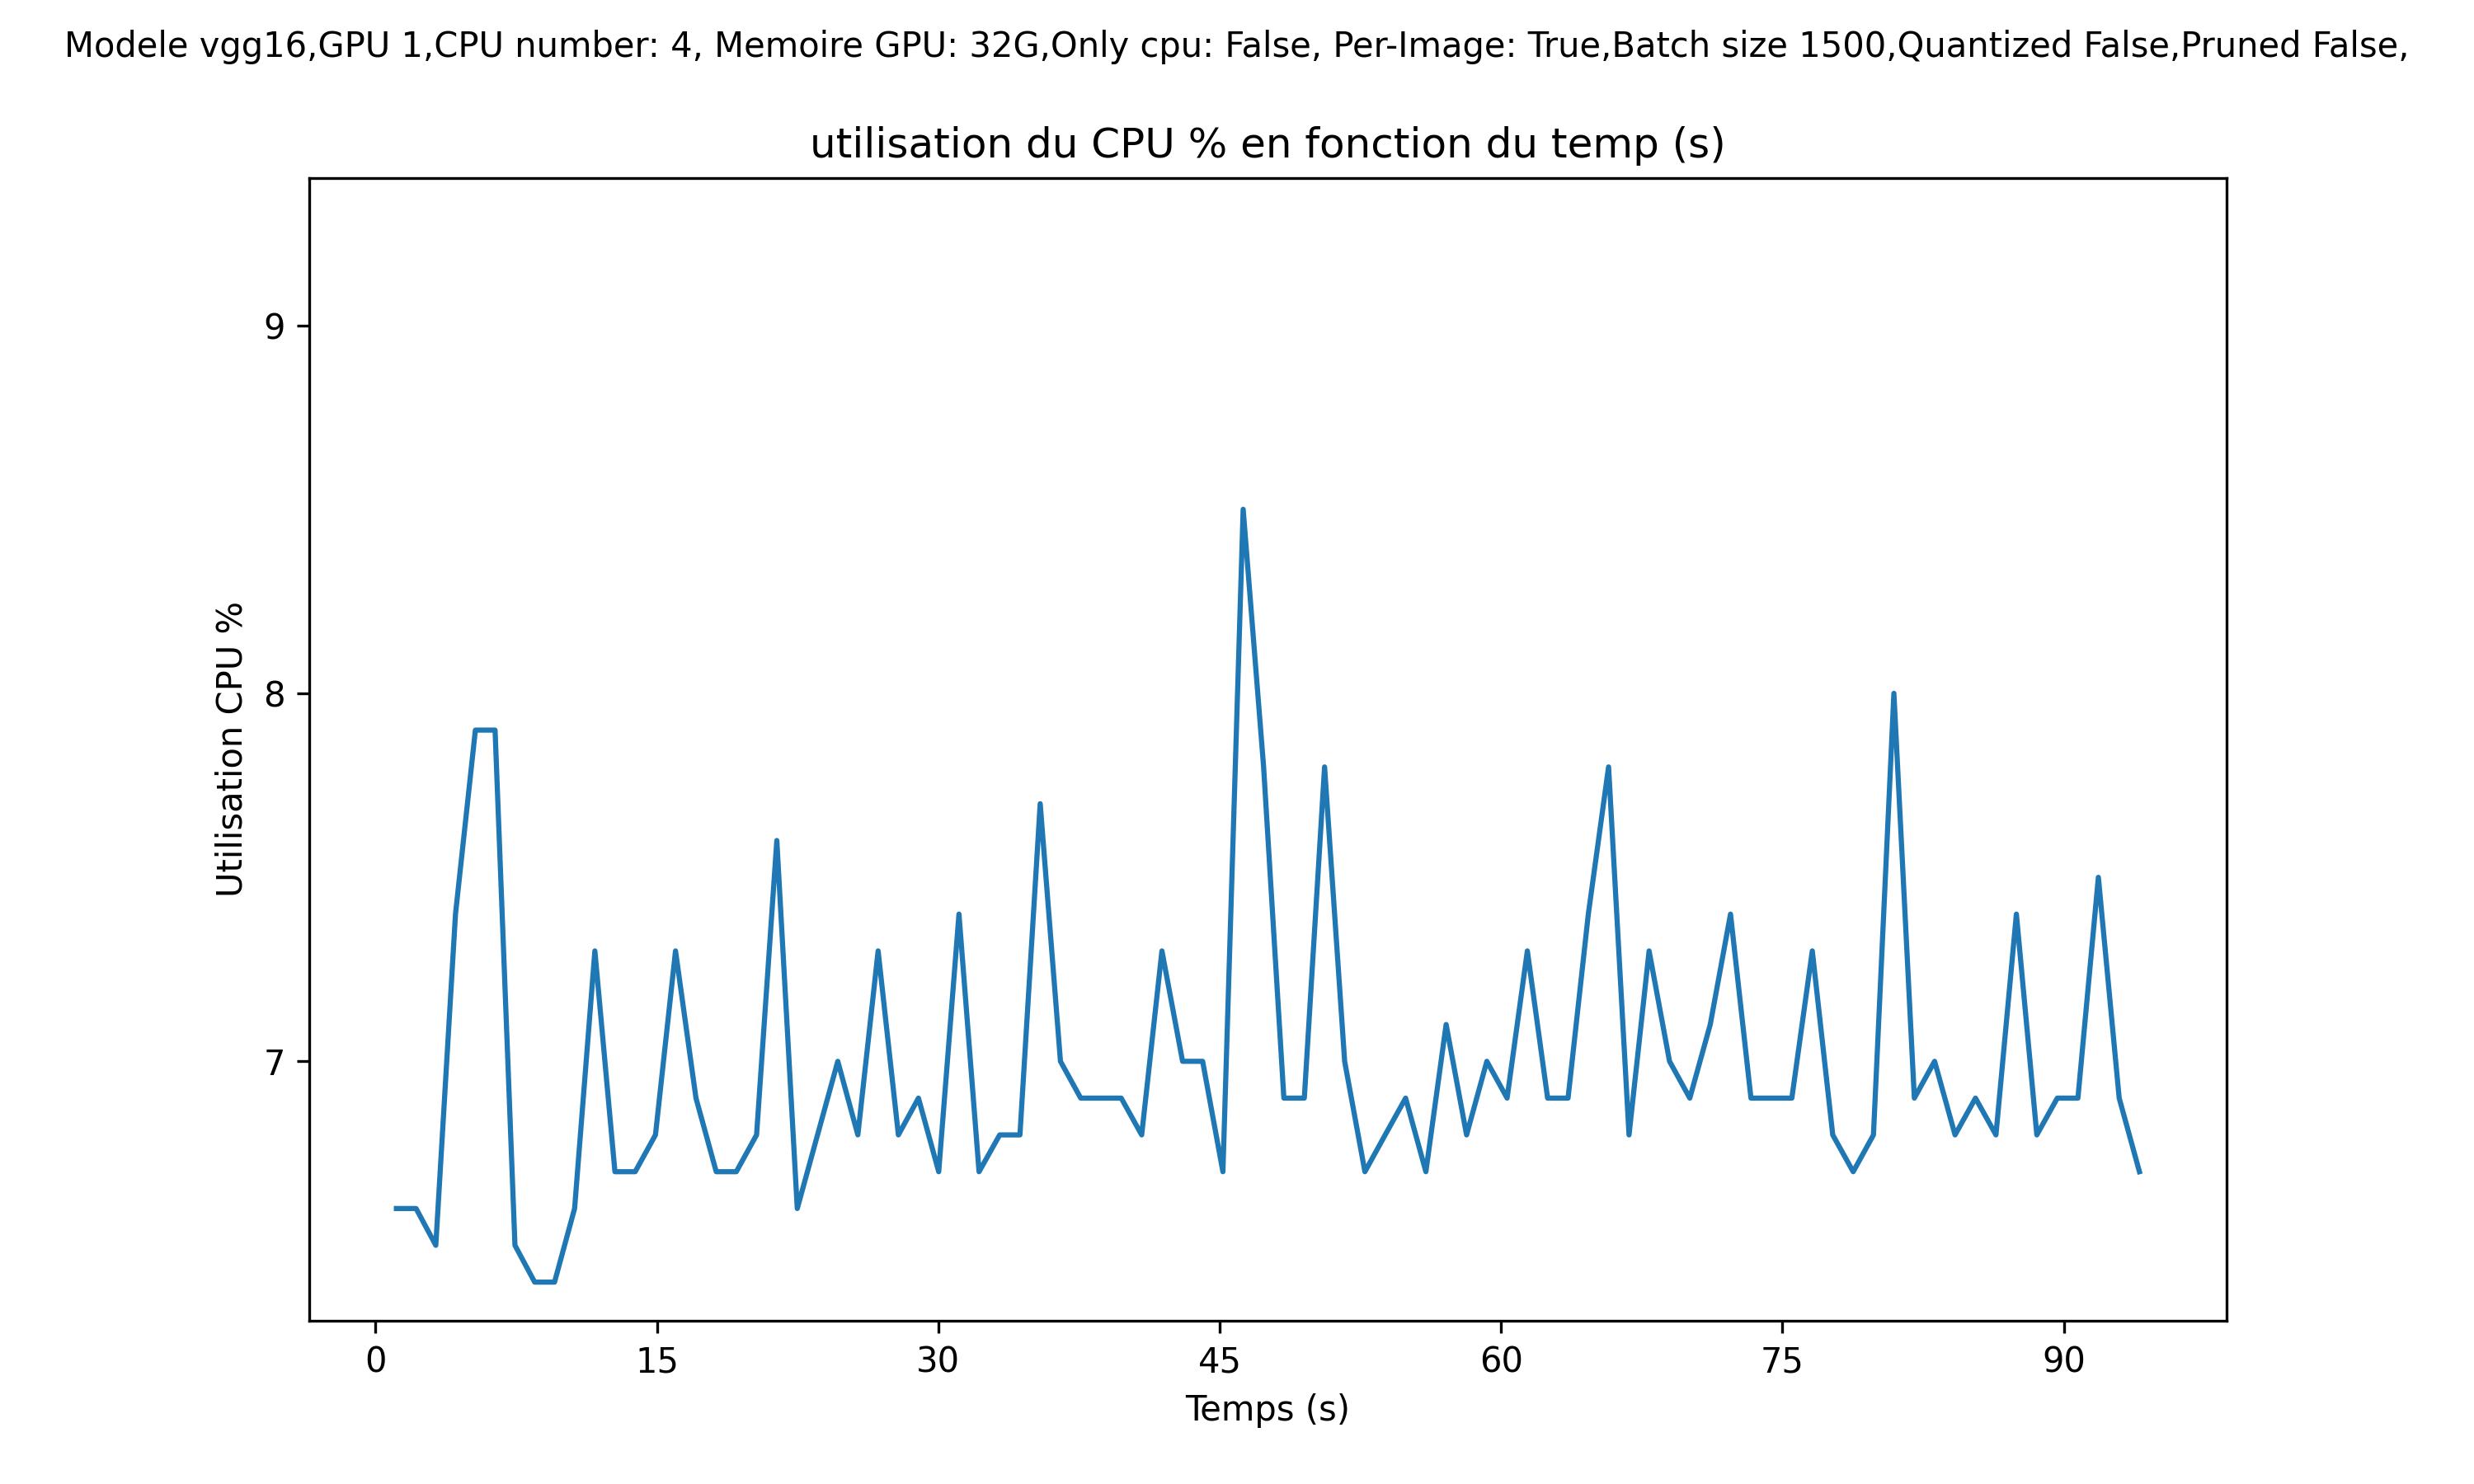 Modele vgg16,GPU 1,CPU number: 4, Memoire GPU: 32G,Only cpu: False, Per-Image: True,Batch size 1500,Quantized False,Pruned False,
utilisation du CPU % en fonction du temp (s)
Utilisation CPU %
9
8
7
0 15 30 45 60 75 90
Temps (s)